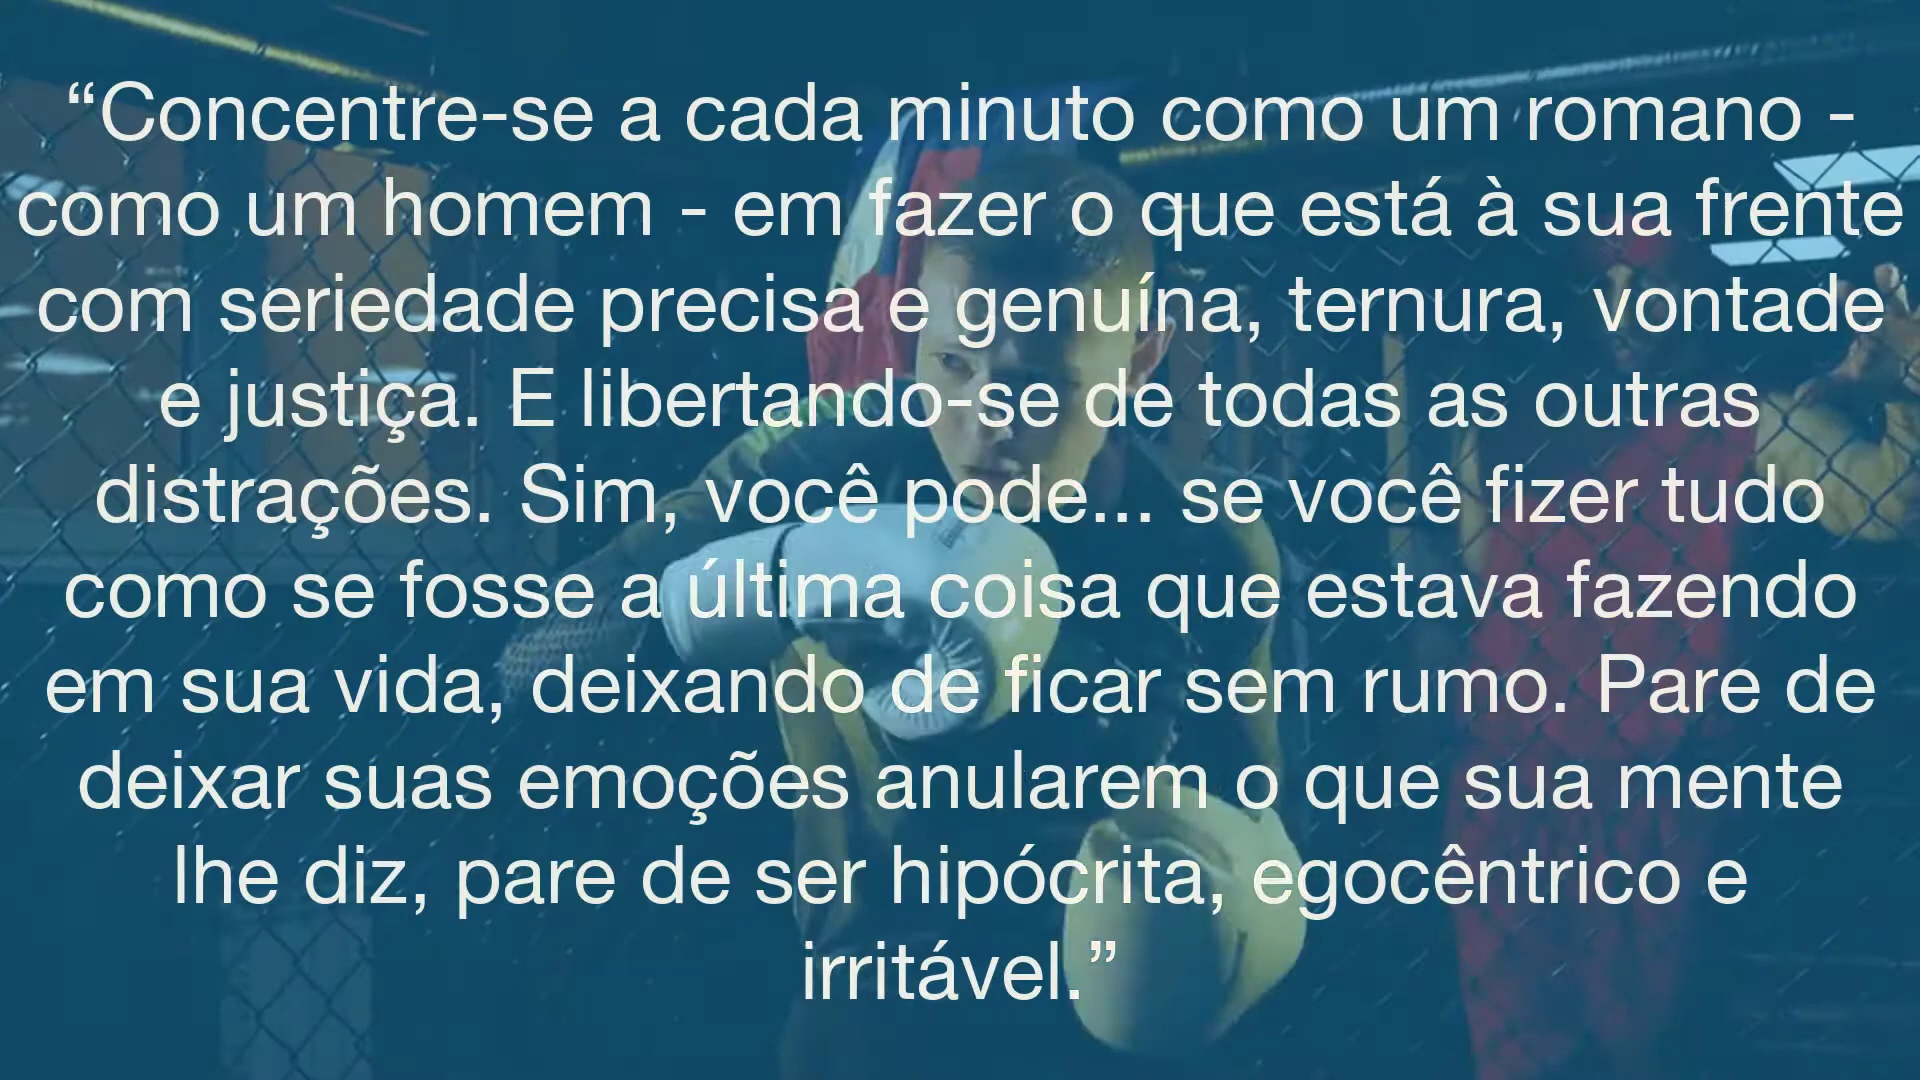 “Concentre-se a cada minuto como um romano -
como um homem - em fazer o que está à sua frente
com seriedade precisa e genuína, ternura, vontade
e justiça. E libertando-se de todas as outras
distrações. Sim, você pode... se você fizer tudo
como se fosse a última coisa que estava fazendo
em sua vida, deixando de ficar sem rumo. Pare de
deixar suas emoções anularem o que sua mente
lhe diz, pare de ser hipócrita, egocêntrico e
irritável.”